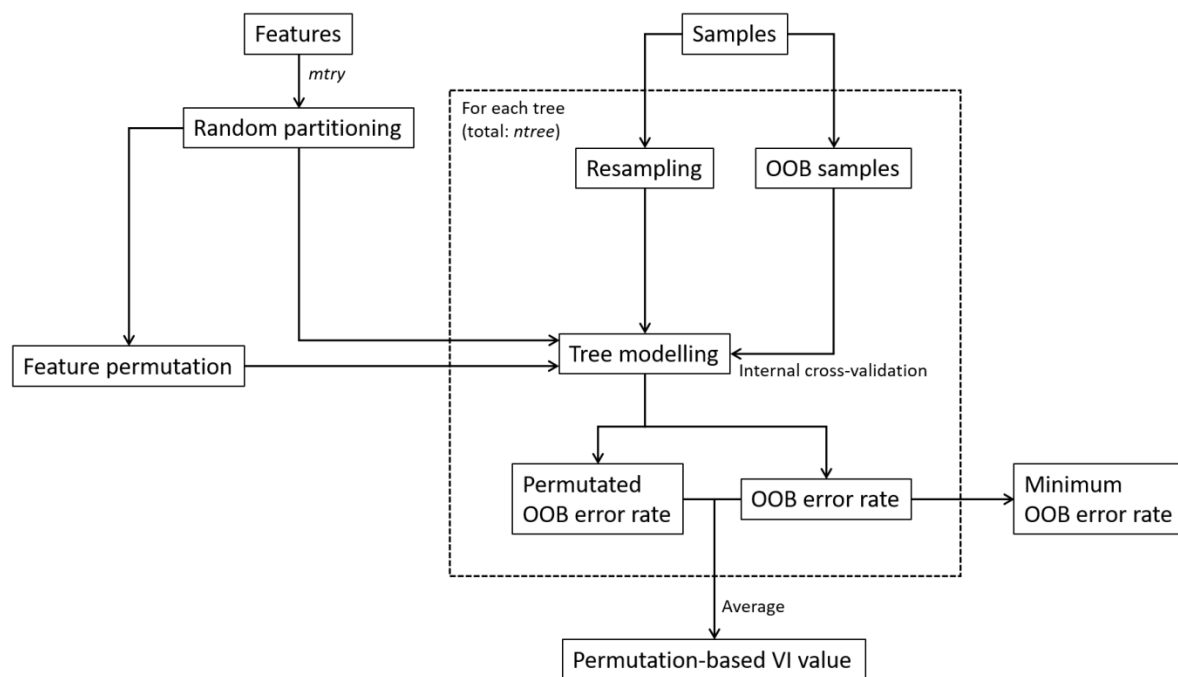 Features
Samples
mtry
For each tree
(total: ntree)
Random partitioning
Resampling
OOB samples
Tree modelling
Feature permutation
Internal cross-validation
Permutated
OOB error rate
OOB error rate
Minimum
OOB error rate
Average
Permutation-based VI value